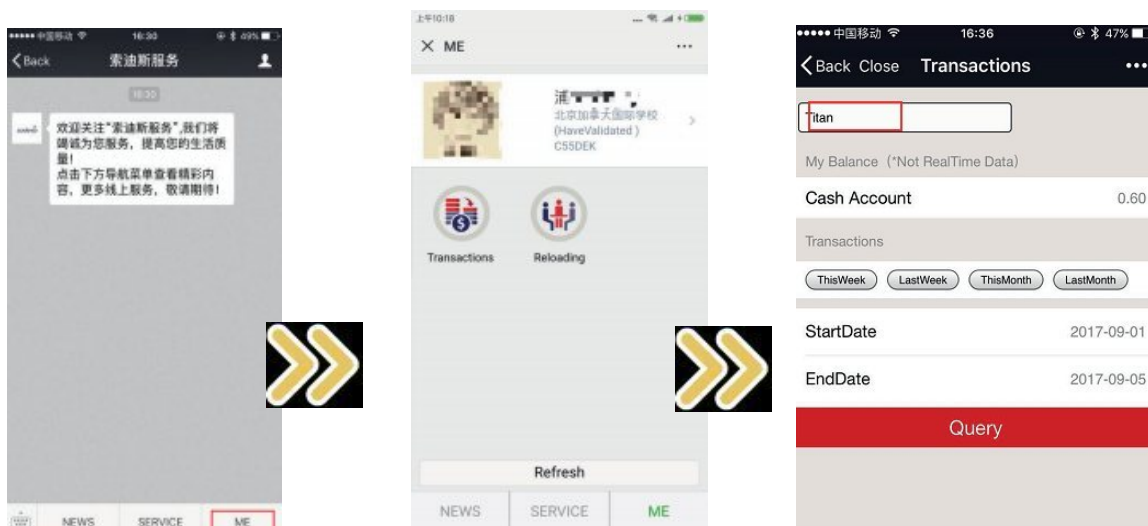 中国移动 16:30 49%
Back 索迪斯服务
16:30
欢迎关注“索迪斯服务”,我们将
竭诚为您服务，提高您的生活质
量!
点击下方导航菜单查看精彩内
容，更多线上服务，敬请期待!
NEWS SERVICE ME
上午10:18
× ME ...
浦
北京加拿大国际学校
(HaveValidated )
C55DEK
Transactions Reloading
Refresh
NEWS SERVICE ME
中国移动 16:36 47%
Back Close Transactions
Titan
My Balance (*Not RealTime Data)
Cash Account 0.60
Transactions
ThisWeek LastWeek ThisMonth LastMonth
StartDate 2017-09-01
EndDate 2017-09-05
Query